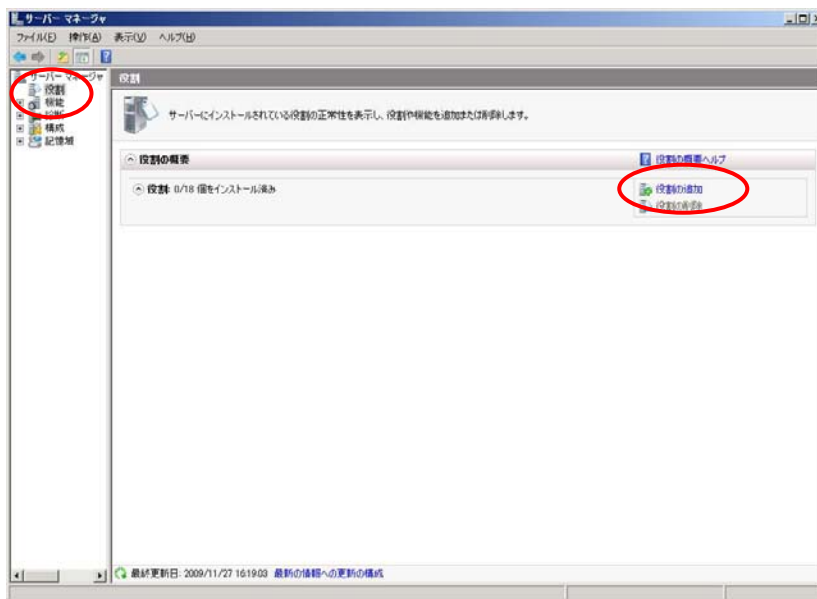 サーバー マネージャ
ファイル(F) 操作(A) 表示(V) ヘルプ(H)
サーバー マネージャ
役割
機能
診断
構成
記憶域
役割
サーバーにインストールされている役割の正常性を表示し、役割や機能を追加または削除します。
役割の概要
役割の概要ヘルプ
役割: 0/18 個をインストール済み
役割の追加
役割の削除
最終更新日: 2009/11/27 16:19:03 最新の情報への更新の構成